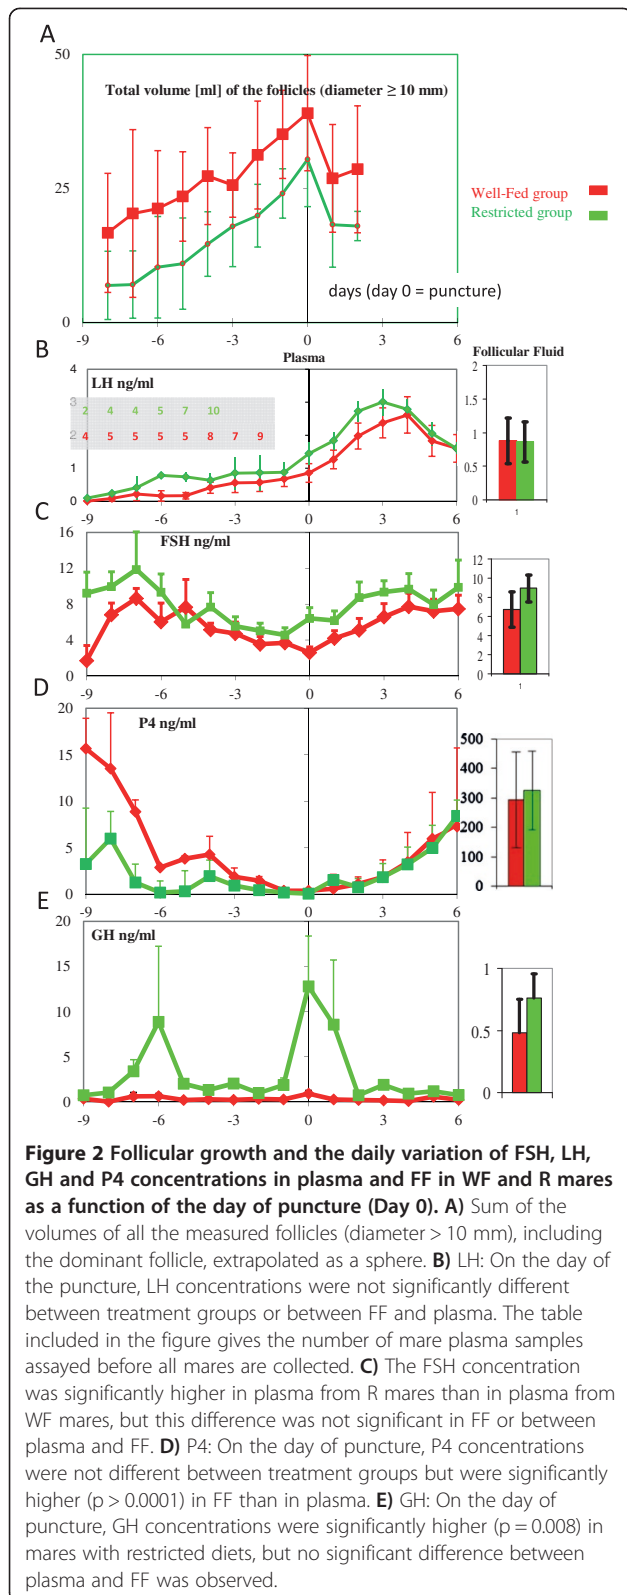 A
50
Total volume [ml] of the follicles (diameter ≥ 10 mm)
25
Well-Fed group
Restricted group
days (day 0 = puncture)
0
-9 -6 -3 0 3 6
B
Plasma
Follicular Fluid
LH ng/ml
4
3
2
1
0
2 4 4 5 7 10
4 5 5 5 5 8 7 9
-9 -6 -3 0 3 6
2
1.5
1
0.5
0
1
C
FSH ng/ml
16
12
8
4
0
-9 -6 -3 0 3 6
12
10
8
6
4
2
0
1
D
P4 ng/ml
20
15
10
5
0
-9 -6 -3 0 3 6
500
400
300
200
100
0
E
GH ng/ml
20
15
10
5
0
-9 -6 -3 0 3 6
1
0.5
0
Figure 2 Follicular growth and the daily variation of FSH, LH,
GH and P4 concentrations in plasma and FF in WF and R mares
as a function of the day of puncture (Day 0). A) Sum of the
volumes of all the measured follicles (diameter > 10 mm), including
the dominant follicle, extrapolated as a sphere. B) LH: On the day of
the puncture, LH concentrations were not significantly different
between treatment groups or between FF and plasma. The table
included in the figure gives the number of mare plasma samples
assayed before all mares are collected. C) The FSH concentration
was significantly higher in plasma from R mares than in plasma from
WF mares, but this difference was not significant in FF or between
plasma and FF. D) P4: On the day of puncture, P4 concentrations
were not different between treatment groups but were significantly
higher (p > 0.0001) in FF than in plasma. E) GH: On the day of
puncture, GH concentrations were significantly higher (p = 0.008) in
mares with restricted diets, but no significant difference between
plasma and FF was observed.